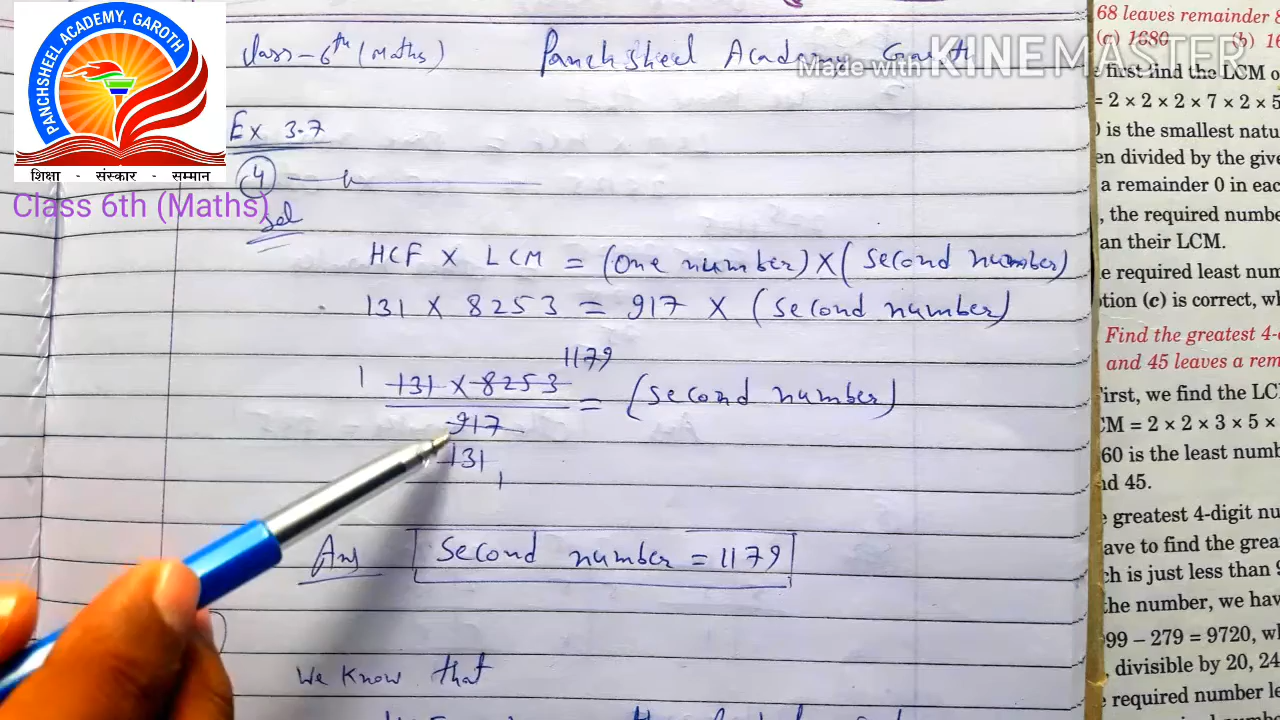 PANCHSHEEL ACADEMY, GAROTH
शिक्षा - संस्कार - सम्मान
Class 6th (Maths)
Made with KINEMASTER
Class - 6th (Maths) Panchsheel Academy Garoth
Ex 3.7
4
Sol
HCF X LCM = (One number) X (Second number)
131 X 8253 = 917 X (Second number)
1179
1 131 X 8253 = (Second number)
917
131
1
Ans Second number = 1179
We know that
68 leaves remainder 8
(c) 1680 (b) 16
first find the LCM o
= 2 × 2 × 2 × 7 × 2 × 5
is the smallest natu
en divided by the give
a remainder 0 in eac
, the required numbe
an their LCM.
e required least num
tion (c) is correct, wh
Find the greatest 4-
and 45 leaves a rem
irst, we find the LC
CM = 2 × 2 × 3 × 5 ×
60 is the least numb
nd 45.
greatest 4-digit nu
ave to find the grea
ch is just less than 9
the number, we hav
99 – 279 = 9720, w
, divisible by 20, 24
required number le